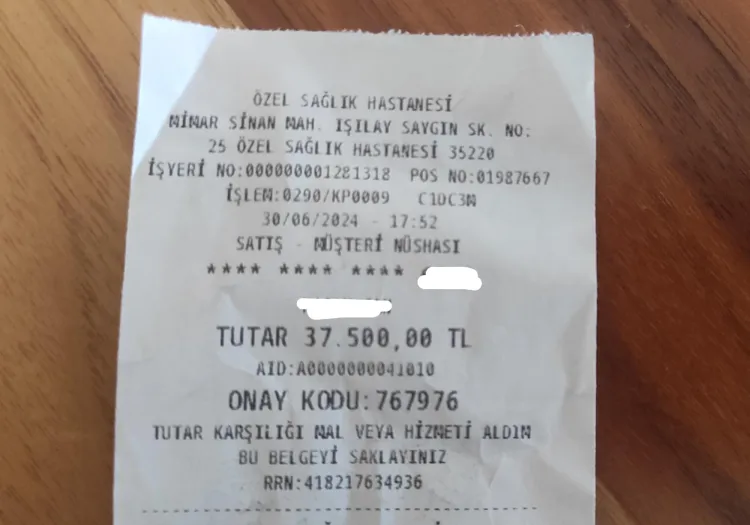 ÖZEL SAĞLIK HASTANESİ
MİMAR SİNAN MAH. IŞILAY SAYGIN SK. NO:
25 ÖZEL SAĞLIK HASTANESİ 35220
İŞYERİ NO:000000001281318 POS NO:01987667
İŞLEM:0290/KP0009 C1DC3M
30/06/2024 - 17:52
SATIŞ - MÜŞTERİ NÜSHASI
**** **** ****
TUTAR 37.500,00 TL
AID:A0000000041010
ONAY KODU:767976
TUTAR KARŞILIĞI MAL VEYA HİZMETİ ALDIM
BU BELGEYİ SAKLAYINIZ
RRN:418217634936